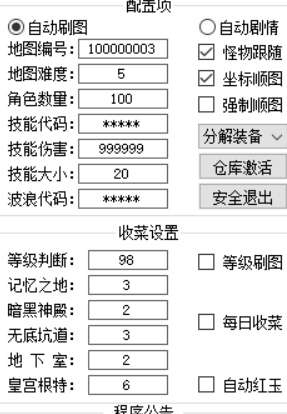 配置项
自动刷图 自动剧情
地图编号: 100000003 怪物跟随
地图难度: 5 坐标顺图
角色数量: 100 强制顺图
技能代码: ***** 分解装备
技能伤害: 999999 仓库激活
技能大小: 20 安全退出
波浪代码: *****
收菜设置
等级判断: 98 等级刷图
记忆之地: 3
暗黑神殿: 2 每日收菜
无底坑道: 3
地 下 室: 2
皇宫根特: 6 自动红玉
程序公告